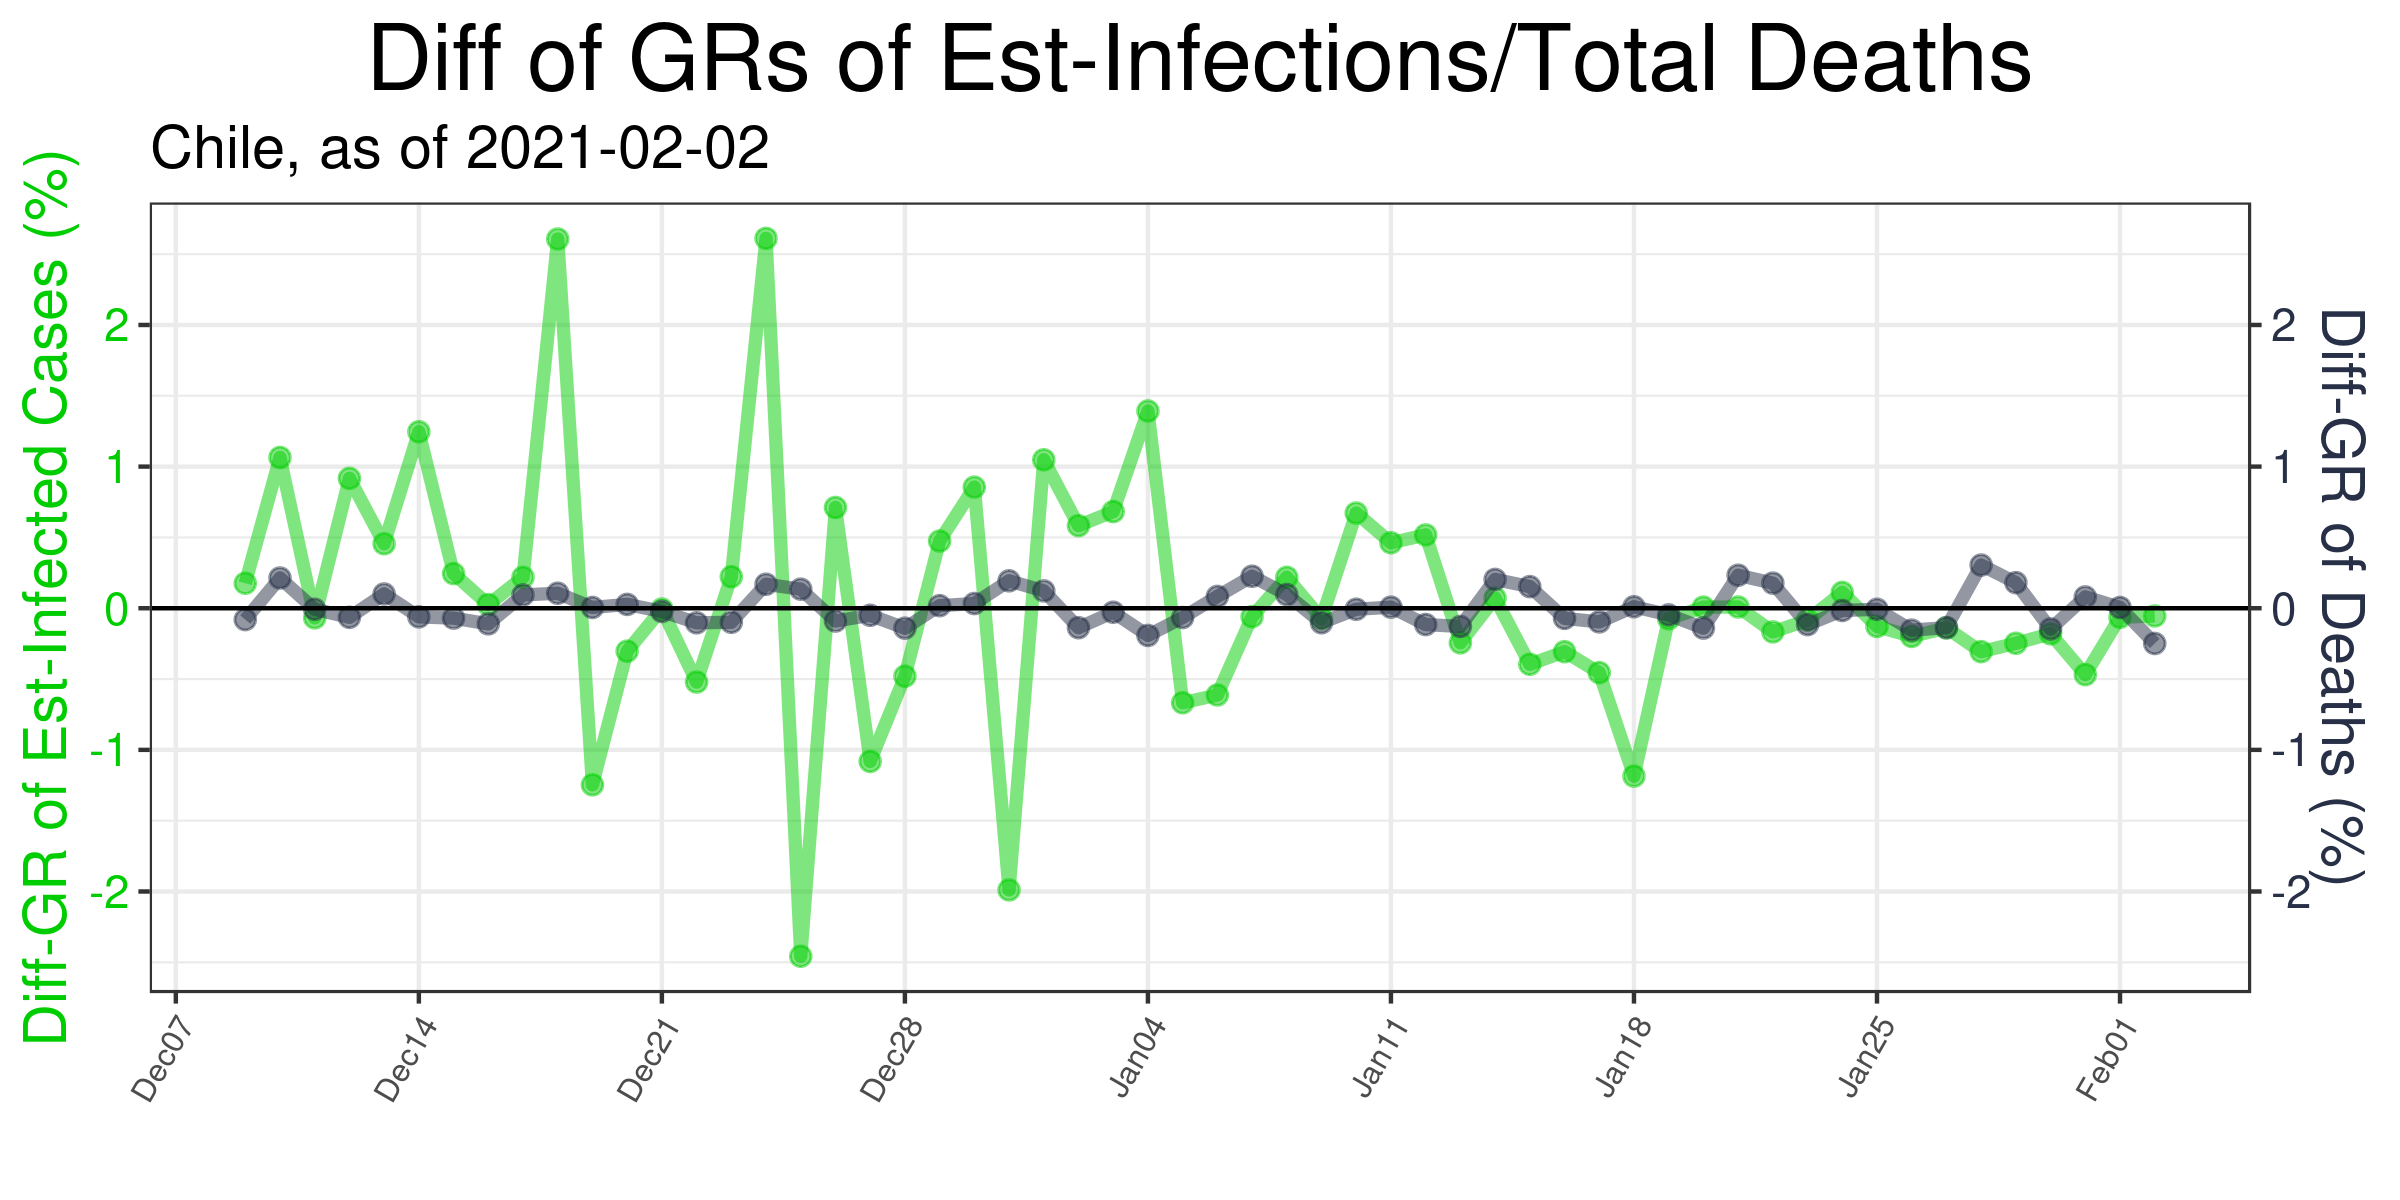 Diff of GRs of Est-Infections/Total Deaths
Chile, as of 2021-02-02
Diff-GR of Est-Infected Cases (%)
2
1
0
-1
-2
2
1
0
-1
-2
Diff-GR of Deaths (%)
Dec07
Dec14
Dec21
Dec28
Jan04
Jan11
Jan18
Jan25
Feb01